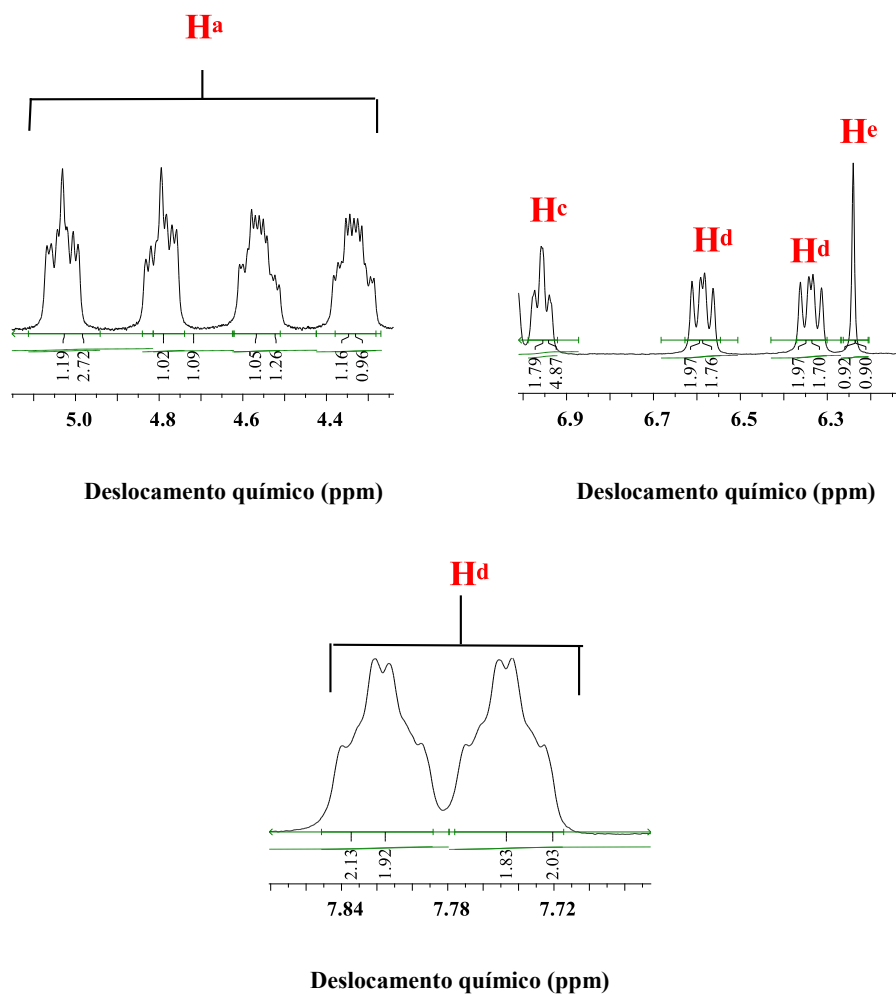 Hᵃ
Hᵉ
Hᶜ
Hᵈ
Hᵈ
1.19 2.72 1.02 1.09 1.05 1.26 1.16 0.96
1.79 4.87 1.97 1.76 1.97 1.70 0.92 0.90
5.0 4.8 4.6 4.4
6.9 6.7 6.5 6.3
Deslocamento químico (ppm)
Deslocamento químico (ppm)
Hᵈ
2.13 1.92 1.83 2.03
7.84 7.78 7.72
Deslocamento químico (ppm)